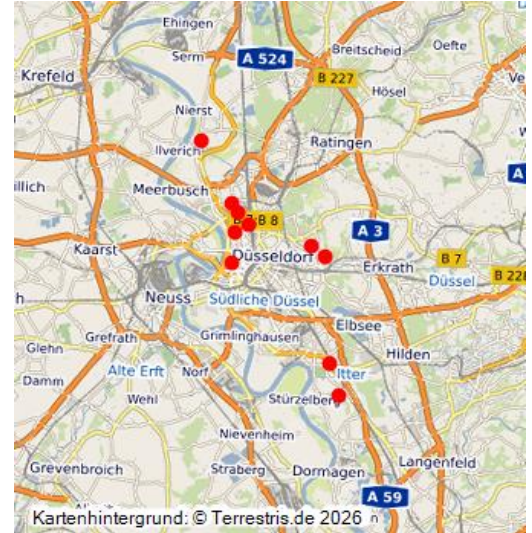 Ehingen
Serm
A 524
Breitscheid
Oefte
Krefeld
B 227
Hösel
Nierst
Ratingen
Ilverich
A
Meerbusch
B 8
A 3
Kaarst
Düsseldorf
Erkrath
B 7
Düssel
B 228
Neuss
Südliche Düssel
Elbsee
Grefrath
Grimlinghausen
Hilden
Glehn
Alte Erft
Norf
Itter
Damm
Wehl
Stürzelberg
Nievenheim
Langenfeld
Grevenbroich
Straberg
Dormagen
A 59
Kartenhintergrund: © Terrestris.de 2026